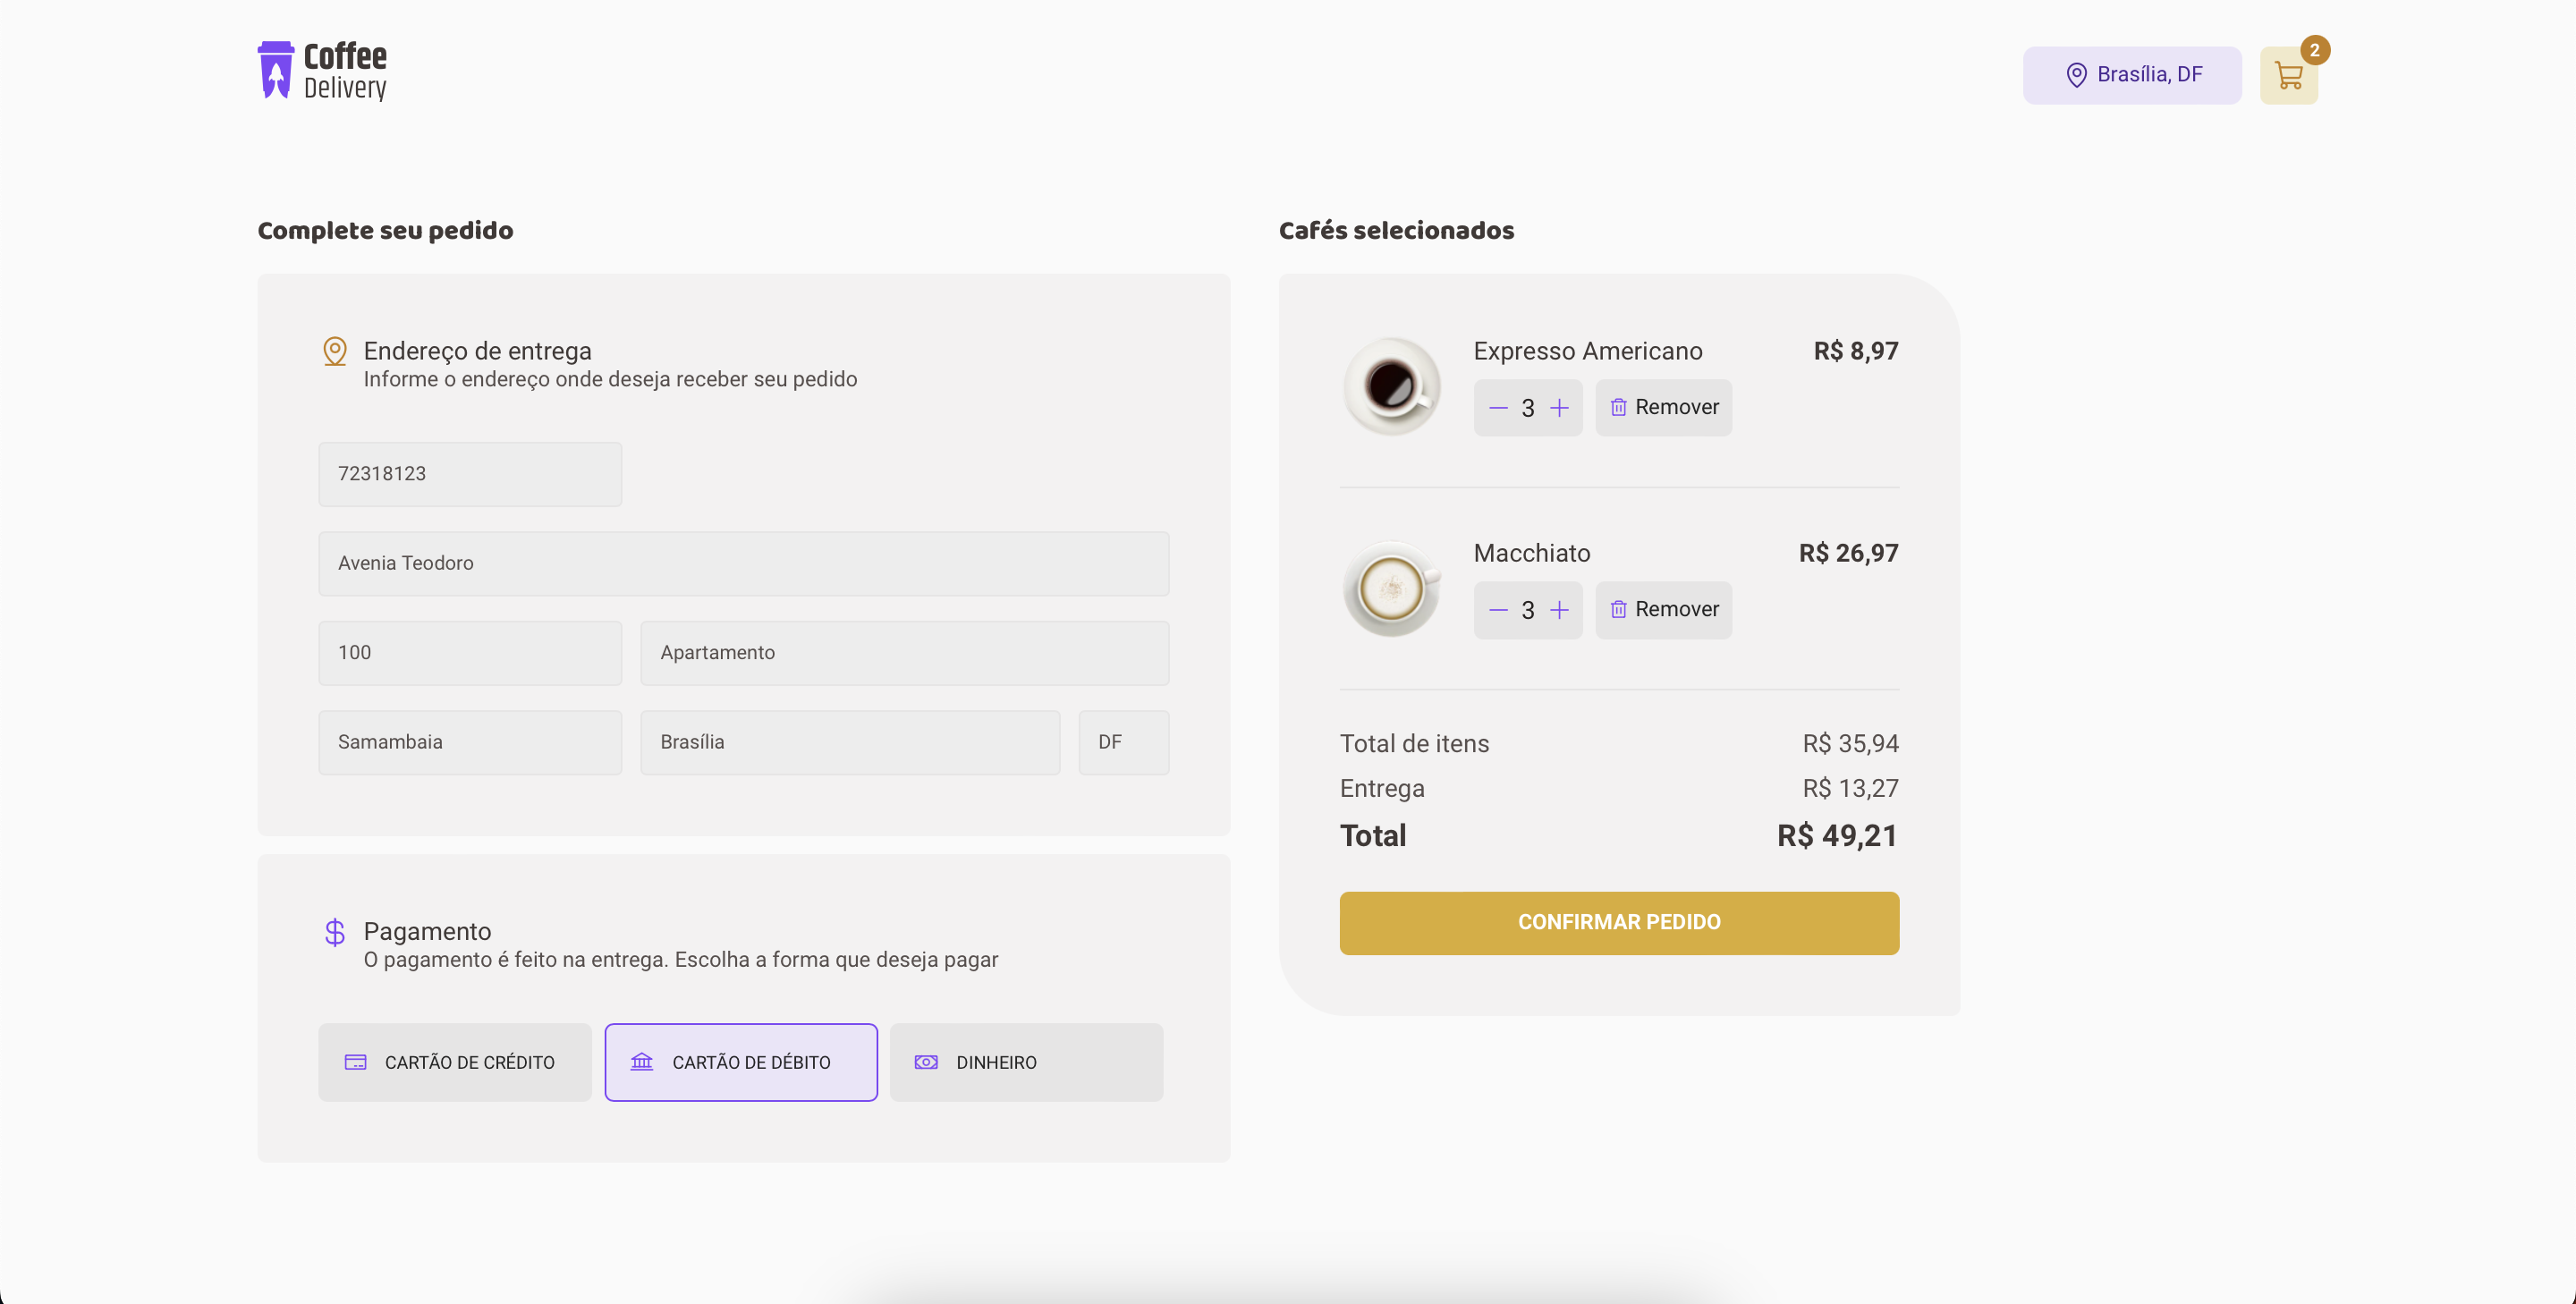 Coffee
Delivery
Brasília, DF
2
Complete seu pedido
Endereço de entrega
Informe o endereço onde deseja receber seu pedido
72318123
Avenia Teodoro
100
Apartamento
Samambaia
Brasília
DF
Pagamento
O pagamento é feito na entrega. Escolha a forma que deseja pagar
CARTÃO DE CRÉDITO
CARTÃO DE DÉBITO
DINHEIRO
Cafés selecionados
Expresso Americano
R$ 8,97
3
Remover
Macchiato
R$ 26,97
3
Remover
Total de itens
R$ 35,94
Entrega
R$ 13,27
Total
R$ 49,21
CONFIRMAR PEDIDO